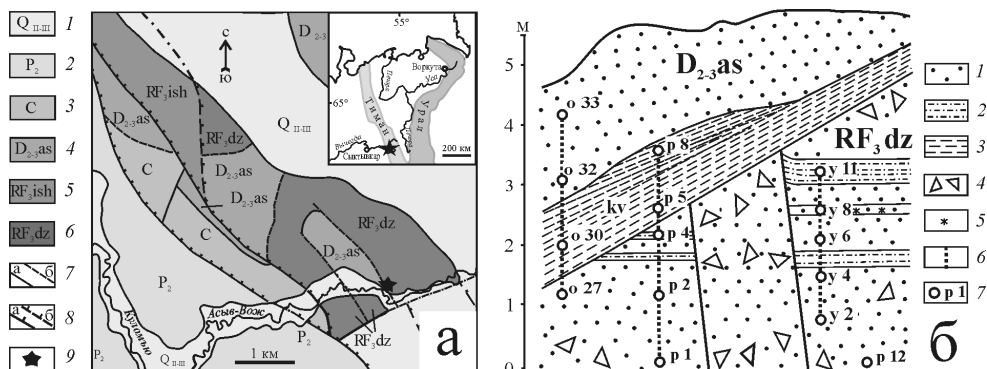 Q II-III 1
P2 2
C 3
D2-3as 4
RF3ish 5
RF3dz 6
а б 7
а б 8
9
с
ю
D2-3
55°
Воркута
Уса
Печора
65°
Тиман
Урал
Вычегда
Сыктывкар
200 км
RF3ish
RF3dz
Q II-III
D2-3as
D2-3as
C
D2-3as
RF3dz
C
D2-3as
P2
Куломъю
Асыв-Вож
P2
RF3dz
P2
Q II-III
1 км
а
М
5
4
3
2
1
0
D2-3as
RF3dz
о 33
о 32
о 30
о 27
kv
р 8
р 5
р 4
р 2
р 1
у 11
у 8
у 6
у 4
у 2
р 12
1
2
3
4
5
6
р 1 7
б